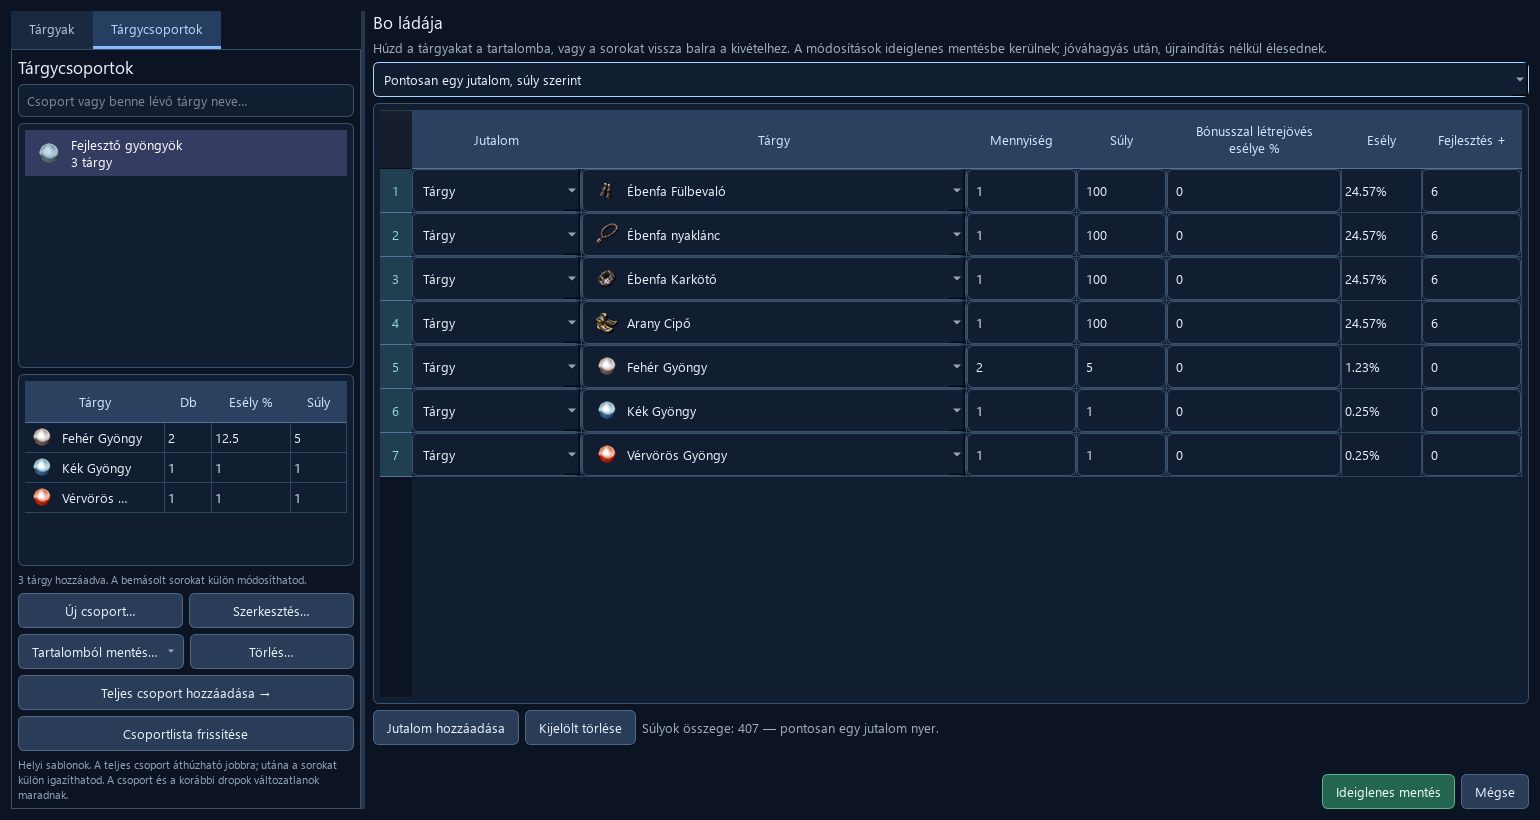 Tárgyak
Tárgycsoportok
Tárgycsoportok
Csoport vagy benne lévő tárgy neve...
Fejlesztő gyöngyök
3 tárgy
Tárgy Db Esély % Súly
Fehér Gyöngy 2 12.5 5
Kék Gyöngy 1 1 1
Vérvörös ... 1 1 1
3 tárgy hozzáadva. A bemásolt sorokat külön módosíthatod.
Új csoport... Szerkesztés...
Tartalomból mentés... Törlés...
Teljes csoport hozzáadása →
Csoportlista frissítése
Helyi sablonok. A teljes csoport áthúzható jobbra; utána a sorokat
külön igazíthatod. A csoport és a korábbi dropok változatlanok
maradnak.
Bo ládája
Húzd a tárgyakat a tartalomba, vagy a sorokat vissza balra a kivételhez. A módosítások ideiglenes mentésbe kerülnek; jóváhagyás után, újraindítás nélkül élesednek.
Pontosan egy jutalom, súly szerint
Jutalom Tárgy Mennyiség Súly Bónusszal létrejövés esélye % Esély Fejlesztés +
1 Tárgy Ébenfa Fülbevaló 1 100 0 24.57% 6
2 Tárgy Ébenfa nyaklánc 1 100 0 24.57% 6
3 Tárgy Ébenfa Karkötő 1 100 0 24.57% 6
4 Tárgy Arany Cipő 1 100 0 24.57% 6
5 Tárgy Fehér Gyöngy 2 5 0 1.23% 0
6 Tárgy Kék Gyöngy 1 1 0 0.25% 0
7 Tárgy Vérvörös Gyöngy 1 1 0 0.25% 0
Jutalom hozzáadása Kijelölt törlése Súlyok összege: 407 — pontosan egy jutalom nyer.
Ideiglenes mentés Mégse